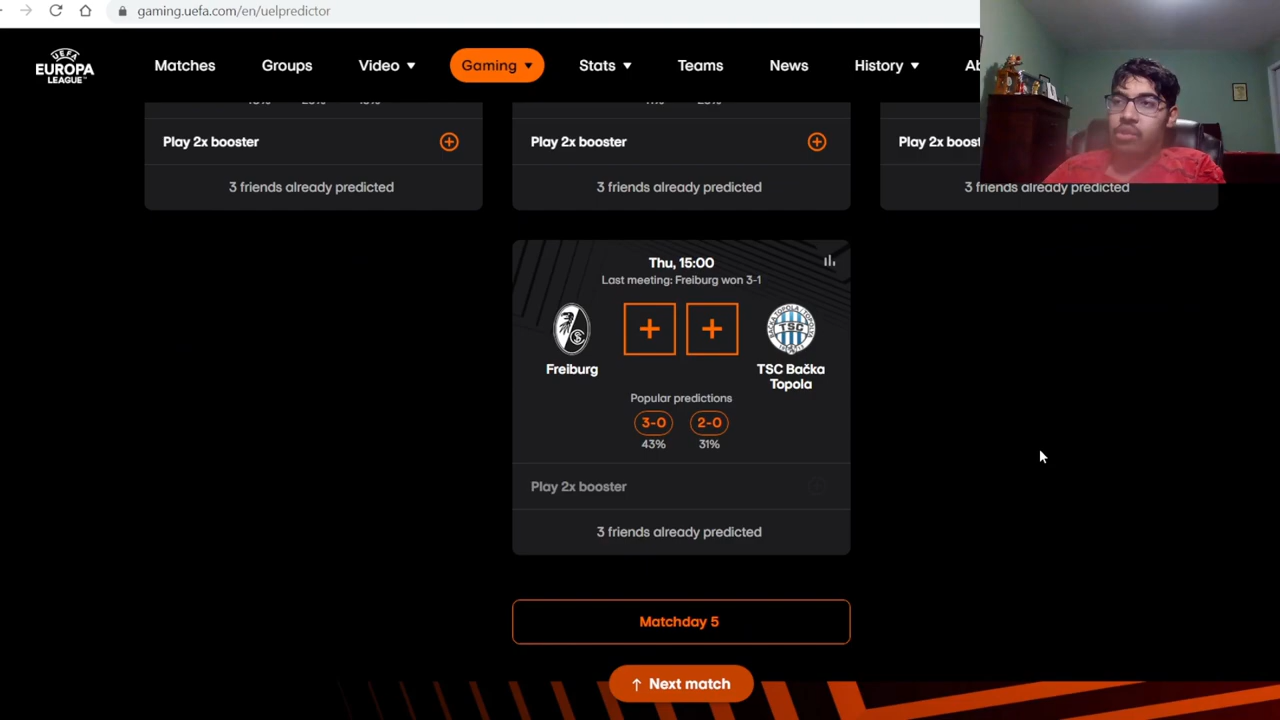 gaming.uefa.com/en/uelpredictor
UEFA
EUROPA
LEAGUE
Matches Groups Video Gaming Stats Teams News History Ab
Play 2x booster Play 2x booster Play 2x boost
3 friends already predicted 3 friends already predicted 3 friends already predicted
Thu, 15:00
Last meeting: Freiburg won 3-1
TSC
Freiburg
TSC Bačka
Topola
Popular predictions
3-0 2-0
43% 31%
Play 2x booster
3 friends already predicted
Matchday 5
↑ Next match